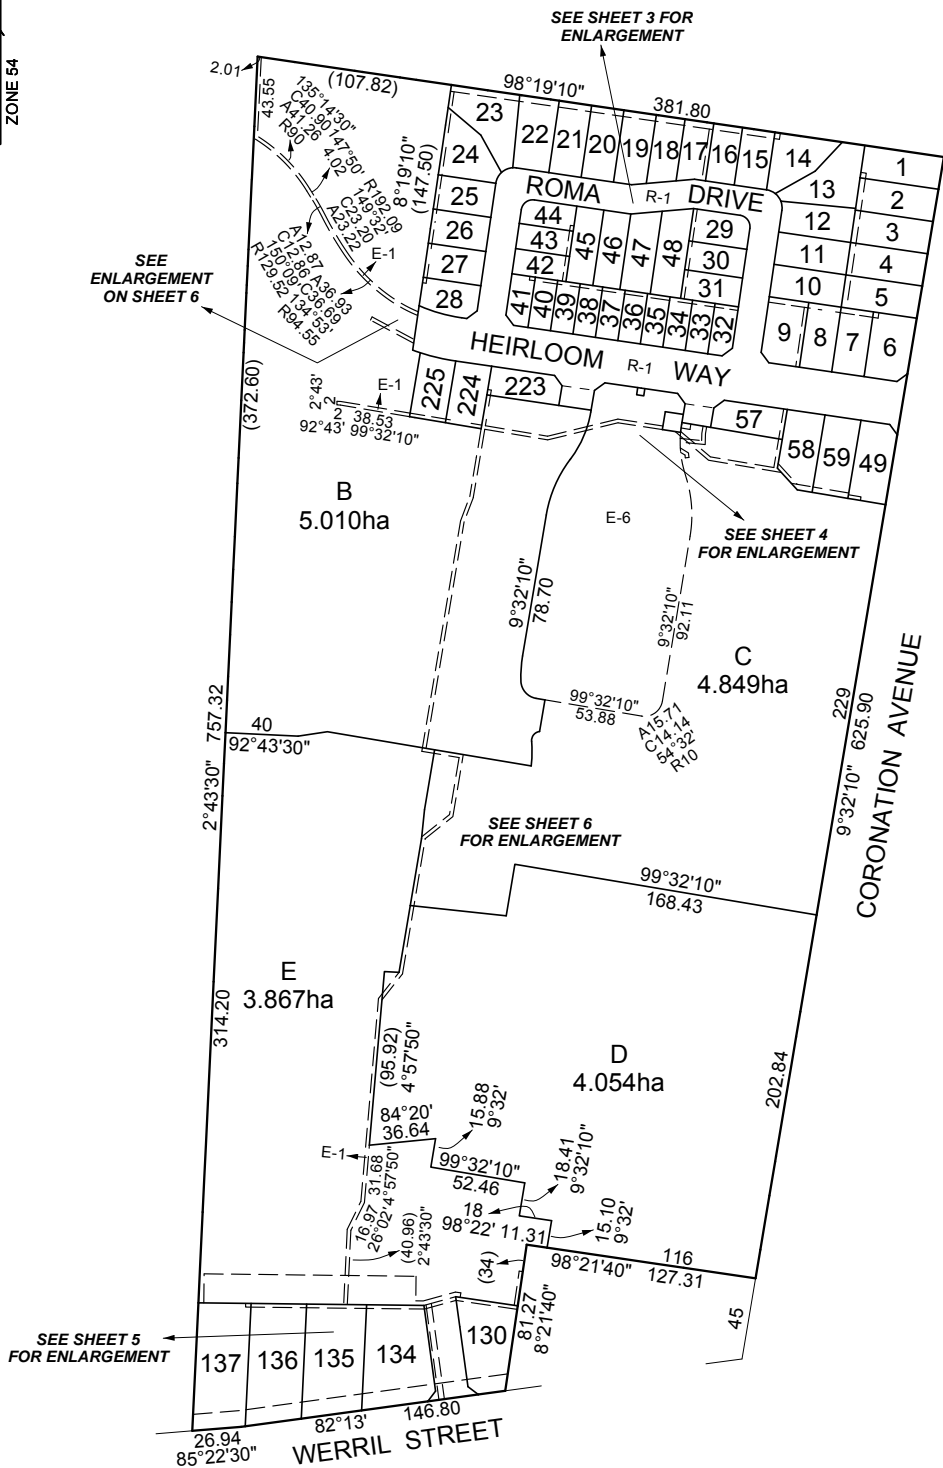 ZONE 54
SEE SHEET 3 FOR
ENLARGEMENT
2.01
43.55
(107.82)
98°19'10"
381.80
135°14'30"
C40.90
A41.26
R90
147°50'
4.02
R192.09
149°32'
C23.20
A23.22
A12.87
C12.86
156°09'
R129.52
A36.93
C36.69
134°53'
R94.55
8°19'10"
(147.50)
E-1
23
22
21
20
19
18
17
16
15
14
1
24
13
2
ROMA
R-1
DRIVE
25
44
29
12
3
26
43
45
46
47
48
30
11
4
27
42
31
10
5
28
41
40
39
38
37
36
35
34
33
32
9
8
7
6
SEE
ENLARGEMENT
ON SHEET 6
HEIRLOOM
R-1
WAY
(372.60)
2°43'
2
2
E-1
38.53
92°43'
99°32'10"
225
224
223
57
58
59
49
B
5.010ha
E-6
SEE SHEET 4
FOR ENLARGEMENT
9°32'10"
78.70
9°32'10"
92.11
C
4.849ha
99°32'10"
53.88
A15.71
C14.14
54°32'
R10
229
625.90
9°32'10"
CORONATION AVENUE
757.32
2°43'30"
40
92°43'30"
SEE SHEET 6
FOR ENLARGEMENT
99°32'10"
168.43
E
3.867ha
314.20
(95.92)
4°57'50"
D
4.054ha
202.84
84°20'
36.64
15.88
9°32'
E-1
31.68
4°57'50"
99°32'10"
52.46
18.41
9°32'10"
16.97
26°02'
(40.96)
2°43'30"
18
98°22'
11.31
15.10
9°32'
(34)
116
98°21'40"
127.31
81.27
8°21'40"
45
SEE SHEET 5
FOR ENLARGEMENT
137
136
135
134
130
26.94
85°22'30"
82°13'
146.80
WERRIL STREET